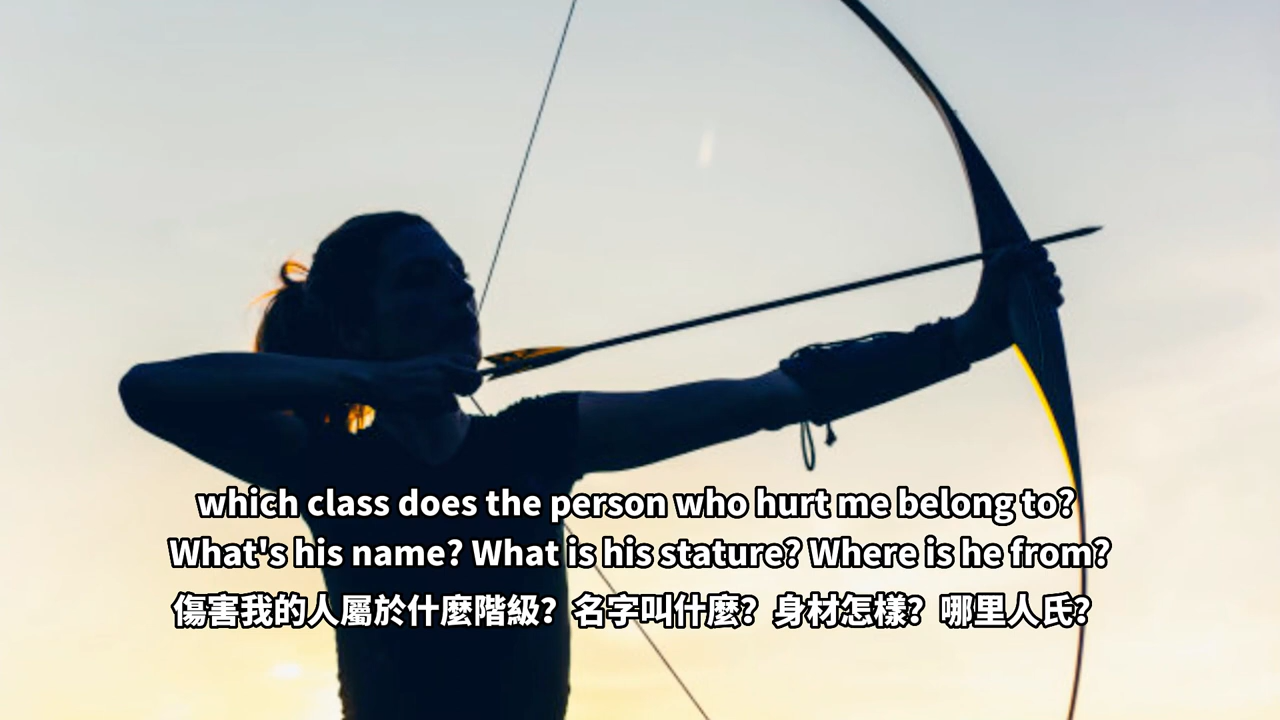 which class does the person who hurt me belong to?
What's his name? What is his stature? Where is he from?
傷害我的人屬於什麼階級？名字叫什麼？身材怎樣？哪里人氏？